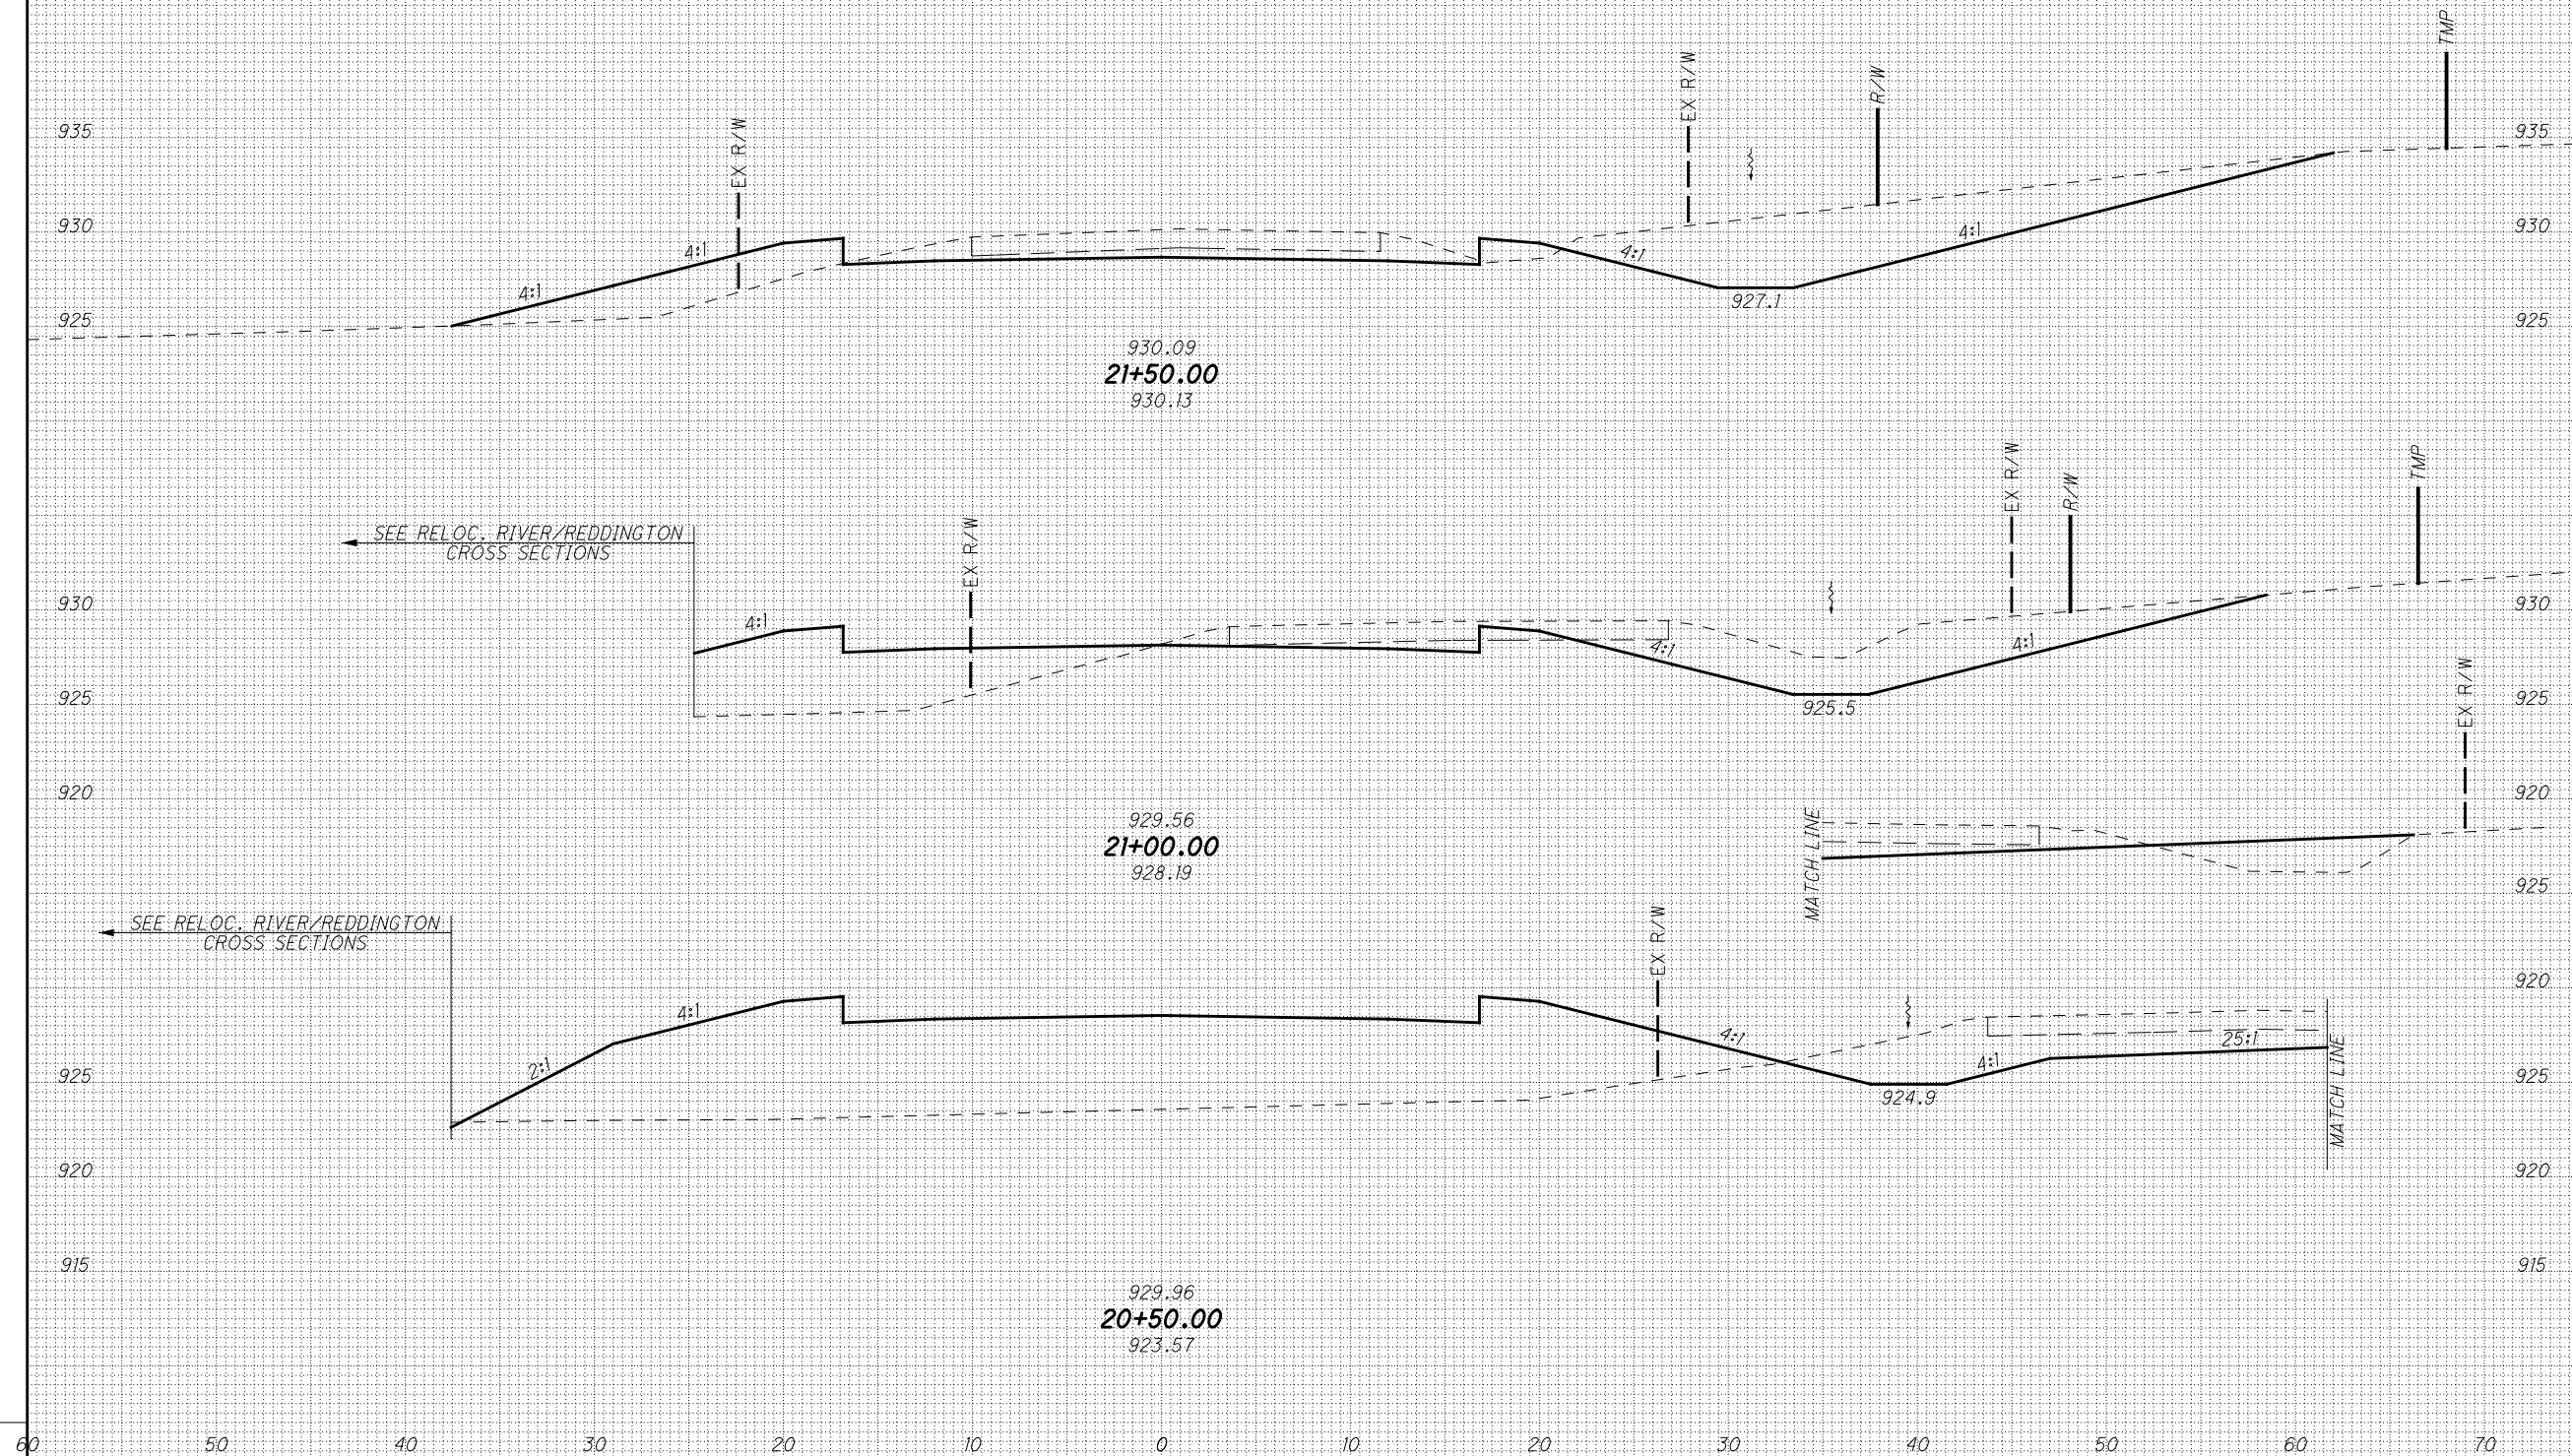 TMP
EX R/W
R/W
EX R/W
935
935
930
4:1
4:1
4:1
930
4:1
927.1
925
925
930.09
21+50.00
930.13
EX R/W
R/W
TMP
SEE RELOC. RIVER/REDDINGTON
CROSS SECTIONS
EX R/W
930
4:1
4:1
4:1
930
925
925.5
925
EX R/W
920
920
929.56
21+00.00
928.19
MATCH LINE
925
SEE RELOC. RIVER/REDDINGTON
CROSS SECTIONS
EX R/W
920
4:1
2:1
4:1
4:1
25:1
925
924.9
925
MATCH LINE
920
920
915
915
929.96
20+50.00
923.57
60 50 40 30 20 10 0 10 20 30 40 50 60 70